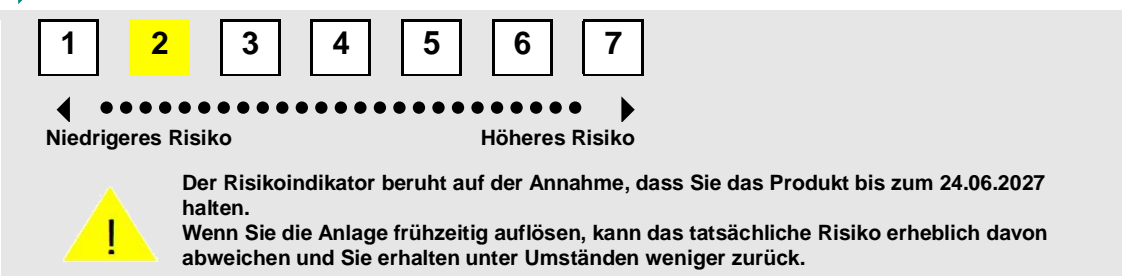 1 2 3 4 5 6 7
Niedrigeres Risiko Höheres Risiko
Der Risikoindikator beruht auf der Annahme, dass Sie das Produkt bis zum 24.06.2027
halten.
Wenn Sie die Anlage frühzeitig auflösen, kann das tatsächliche Risiko erheblich davon
abweichen und Sie erhalten unter Umständen weniger zurück.
!